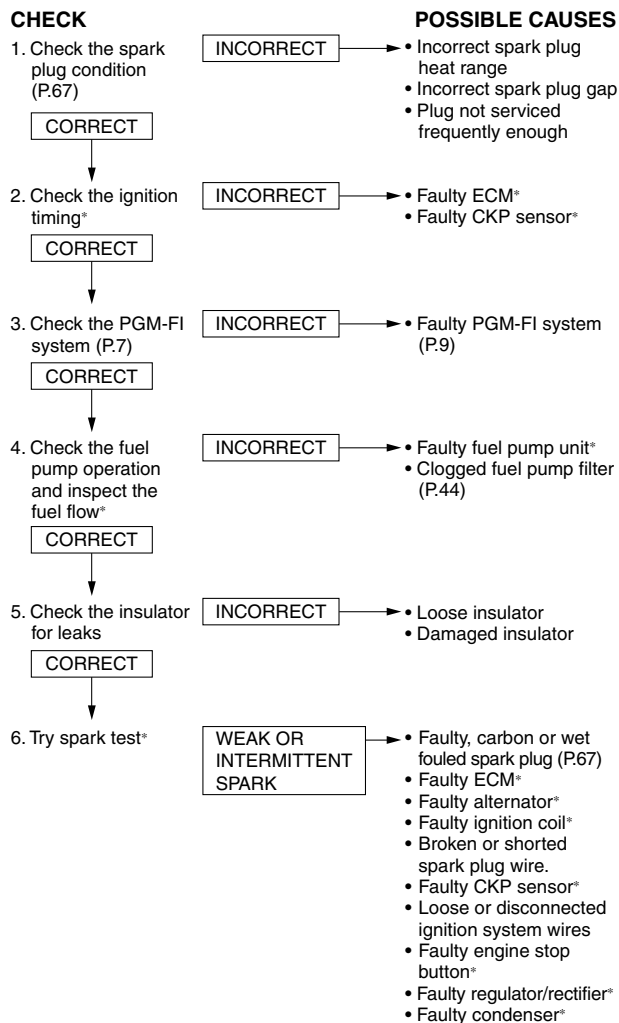 CHECK
POSSIBLE CAUSES
1. Check the spark
plug condition
(P.67)
INCORRECT
• Incorrect spark plug
heat range
• Incorrect spark plug gap
• Plug not serviced
frequently enough
CORRECT
2. Check the ignition
timing*
INCORRECT
• Faulty ECM*
• Faulty CKP sensor*
CORRECT
3. Check the PGM-FI
system (P.7)
INCORRECT
• Faulty PGM-FI system
(P.9)
CORRECT
4. Check the fuel
pump operation
and inspect the
fuel flow*
INCORRECT
• Faulty fuel pump unit*
• Clogged fuel pump filter
(P.44)
CORRECT
5. Check the insulator
for leaks
INCORRECT
• Loose insulator
• Damaged insulator
CORRECT
6. Try spark test*
WEAK OR
INTERMITTENT
SPARK
• Faulty, carbon or wet
fouled spark plug (P.67)
• Faulty ECM*
• Faulty alternator*
• Faulty ignition coil*
• Broken or shorted
spark plug wire.
• Faulty CKP sensor*
• Loose or disconnected
ignition system wires
• Faulty engine stop
button*
• Faulty regulator/rectifier*
• Faulty condenser*